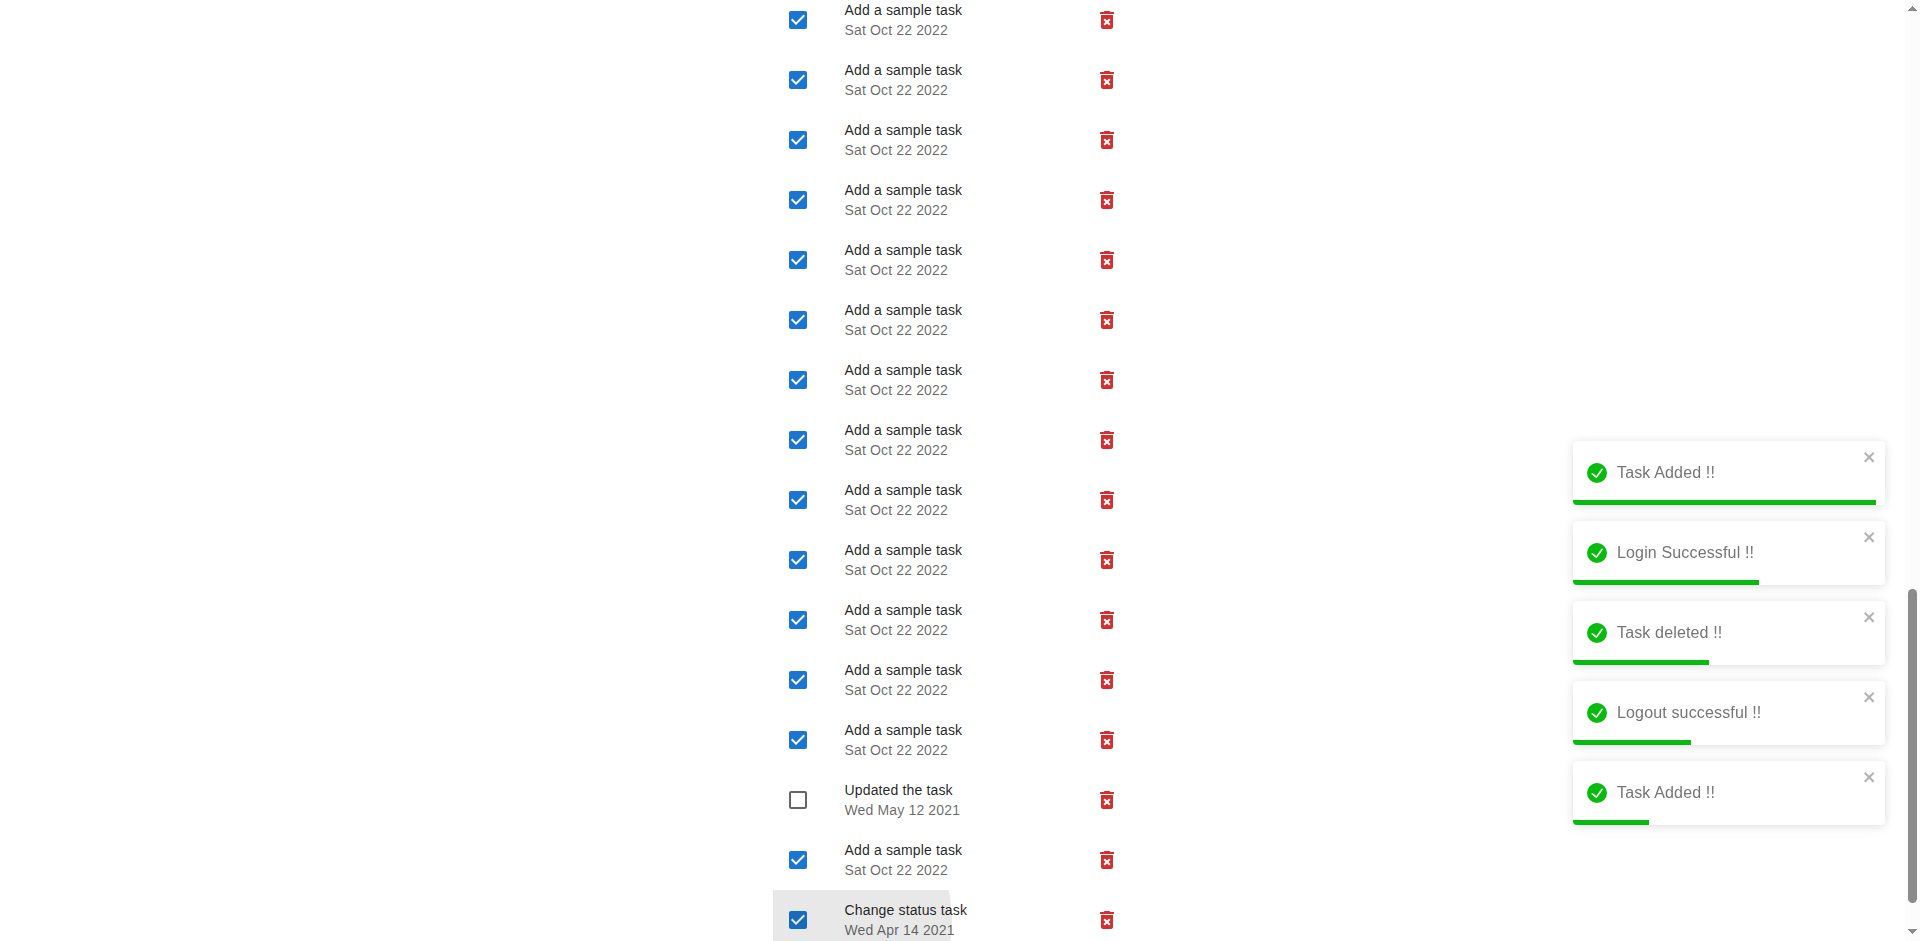 Add a sample task
Sat Oct 22 2022
Add a sample task
Sat Oct 22 2022
Add a sample task
Sat Oct 22 2022
Add a sample task
Sat Oct 22 2022
Add a sample task
Sat Oct 22 2022
Add a sample task
Sat Oct 22 2022
Add a sample task
Sat Oct 22 2022
Add a sample task
Sat Oct 22 2022
Add a sample task
Sat Oct 22 2022
Add a sample task
Sat Oct 22 2022
Add a sample task
Sat Oct 22 2022
Add a sample task
Sat Oct 22 2022
Add a sample task
Sat Oct 22 2022
Updated the task
Wed May 12 2021
Add a sample task
Sat Oct 22 2022
Change status task
Wed Apr 14 2021
Task Added !!
Login Successful !!
Task deleted !!
Logout successful !!
Task Added !!